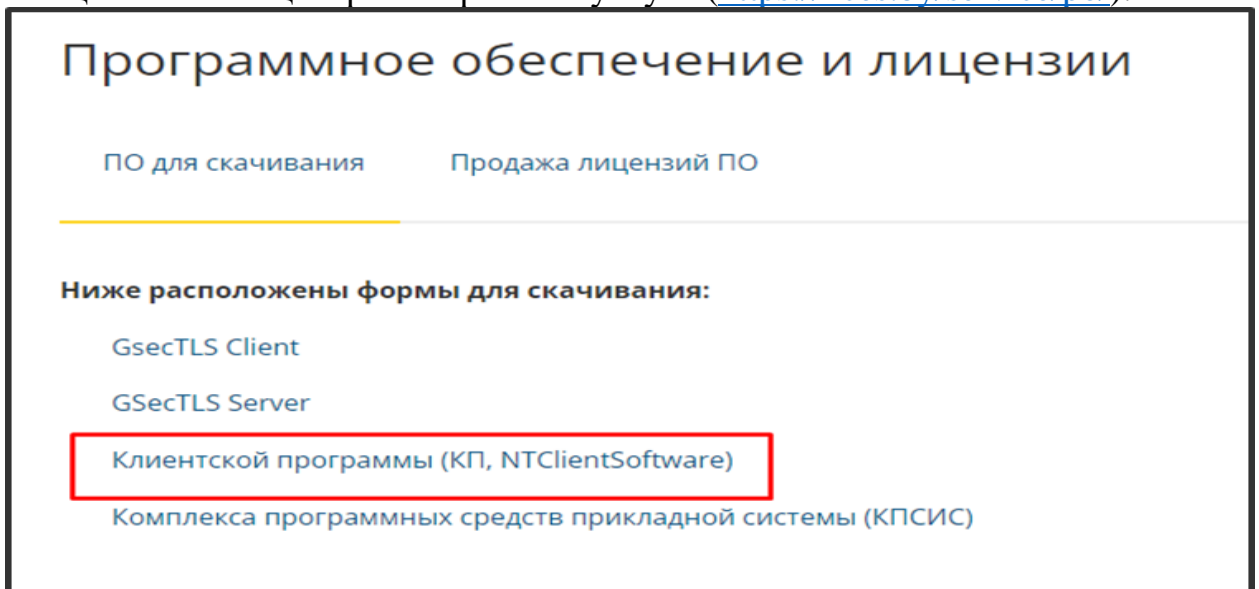 Программное обеспечение и лицензии
ПО для скачивания Продажа лицензий ПО
Ниже расположены формы для скачивания:
GsecTLS Client
GSecTLS Server
Клиентской программы (КП, NTClientSoftware)
Комплекса программных средств прикладной системы (КПСИС)